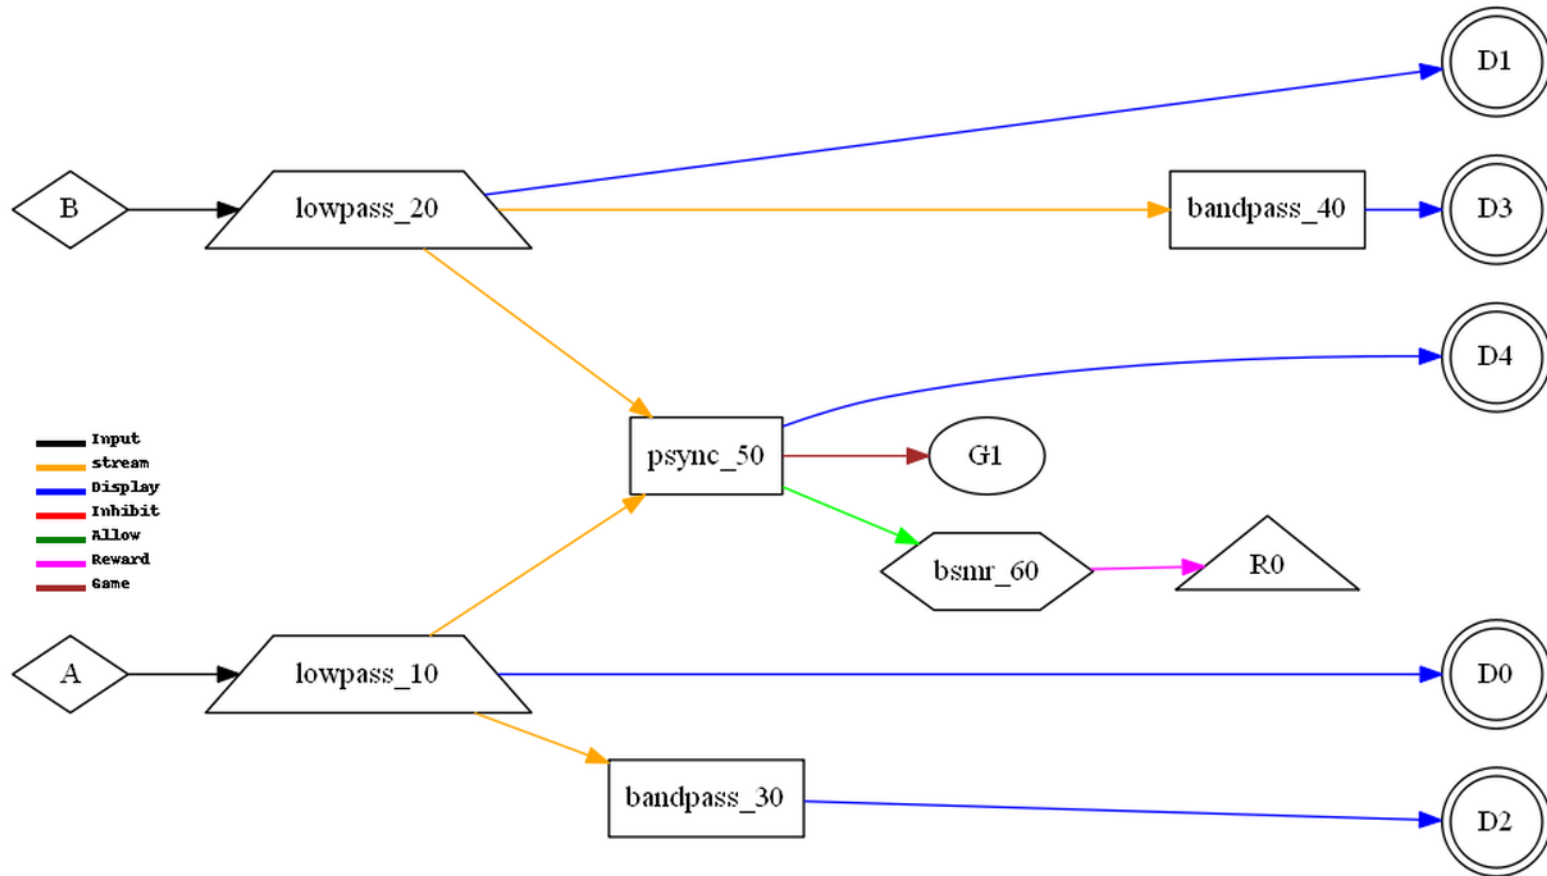 D1
B
lowpass_20
bandpass_40
D3
D4
Input
stream
Display
Inhibit
Allow
Reward
Game
psync_50
G1
bsmr_60
R0
A
lowpass_10
D0
bandpass_30
D2